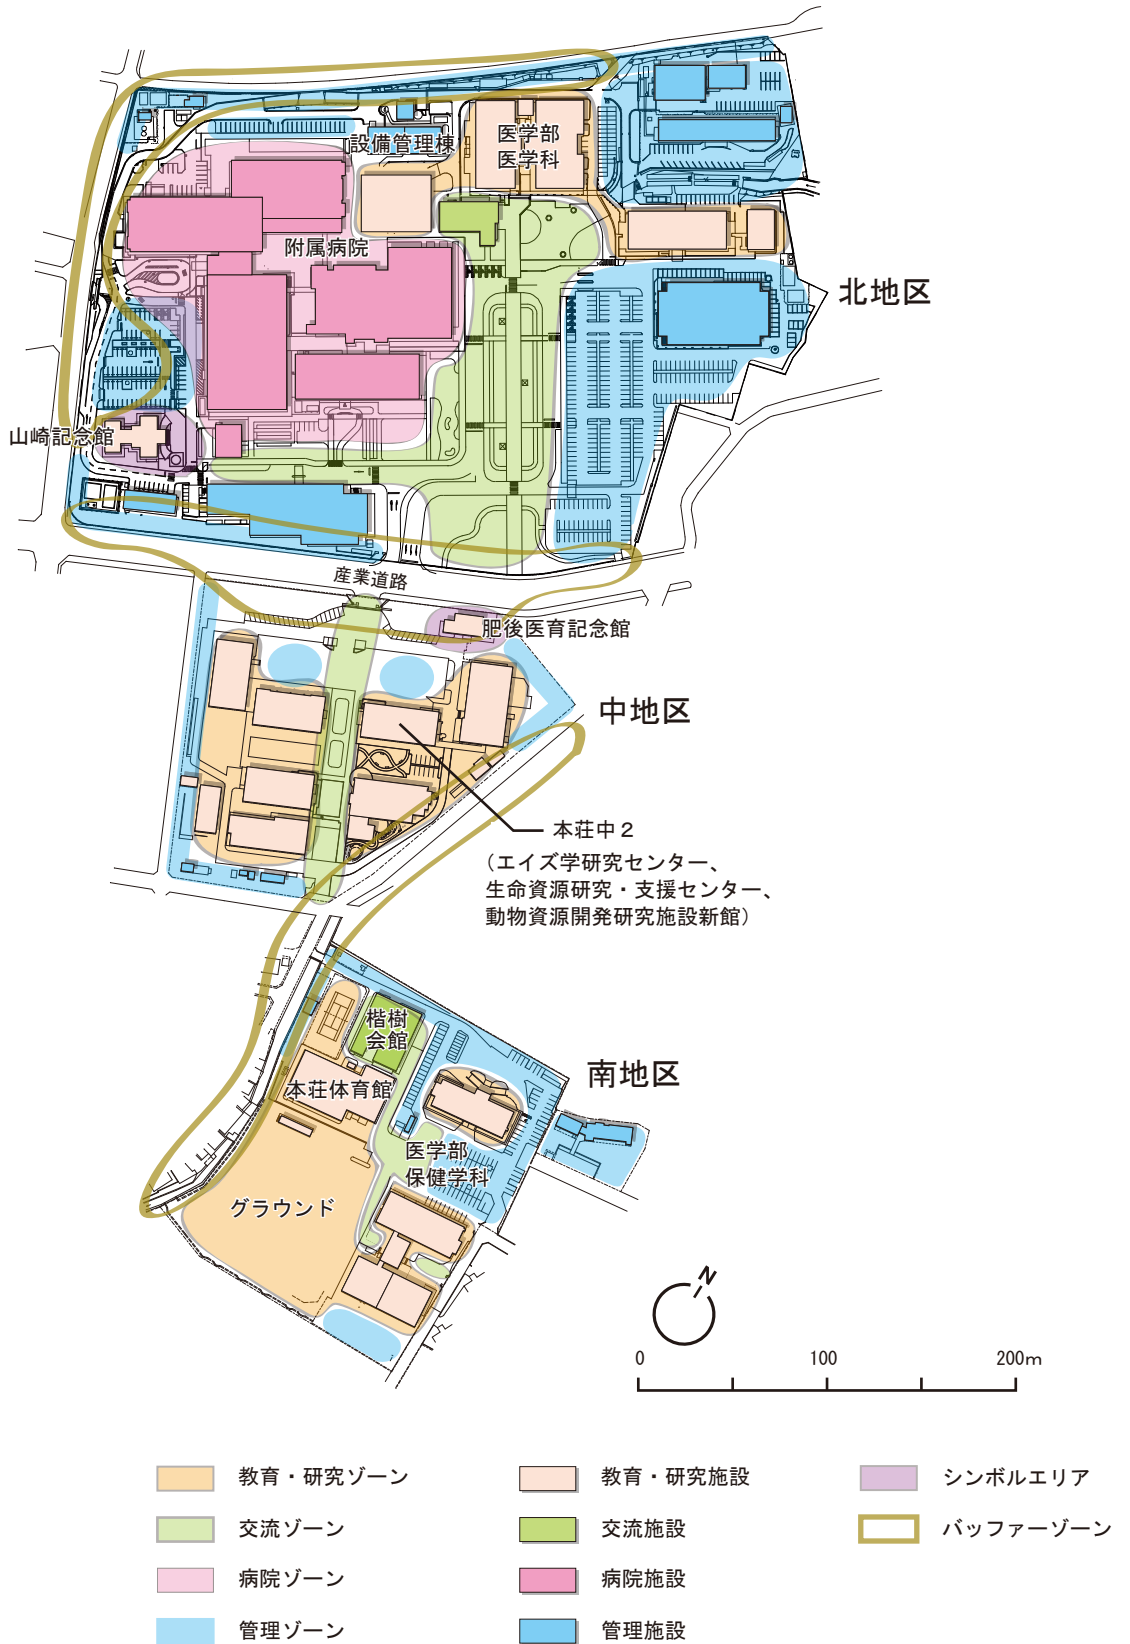 設備管理棟
医学部
医学科
附属病院
北地区
山崎記念館
産業道路
肥後医育記念館
中地区
本荘中２
（エイズ学研究センター、
生命資源研究・支援センター、
動物資源開発研究施設新館）
楷樹
会館
南地区
本荘体育館
医学部
保健学科
グラウンド
N
0 100 200m
教育・研究ゾーン 教育・研究施設 シンボルエリア
交流ゾーン 交流施設 バッファーゾーン
病院ゾーン 病院施設
管理ゾーン 管理施設